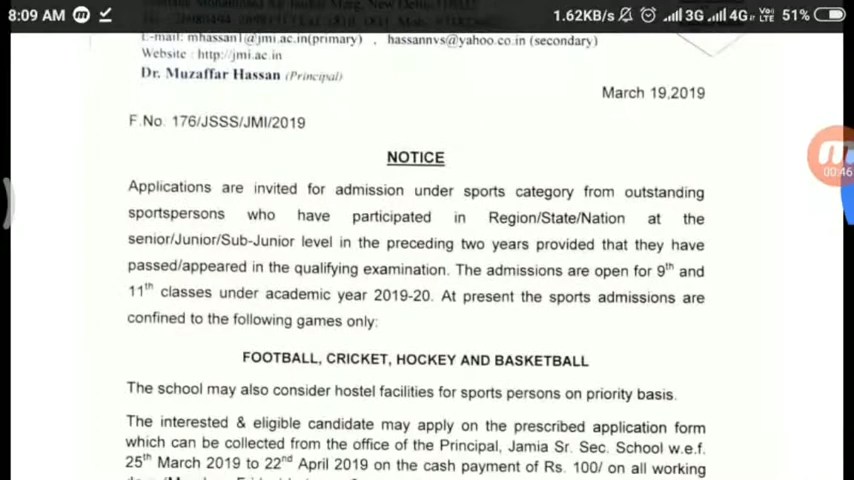 8:09 AM 1.62KB/s 3G 4G VoLTE 51%
E-mail: mhassan1@jmi.ac.in(primary) , hassannvs@yahoo.co.in (secondary)
Website : http://jmi.ac.in
Dr. Muzaffar Hassan (Principal)
March 19,2019
F.No. 176/JSSS/JMI/2019
00:46
NOTICE
Applications are invited for admission under sports category from outstanding
sportspersons who have participated in Region/State/Nation at the
senior/Junior/Sub-Junior level in the preceding two years provided that they have
passed/appeared in the qualifying examination. The admissions are open for 9th and
11th classes under academic year 2019-20. At present the sports admissions are
confined to the following games only:
FOOTBALL, CRICKET, HOCKEY AND BASKETBALL
The school may also consider hostel facilities for sports persons on priority basis.
The interested & eligible candidate may apply on the prescribed application form
which can be collected from the office of the Principal, Jamia Sr. Sec. School w.e.f.
25th March 2019 to 22nd April 2019 on the cash payment of Rs. 100/ on all working